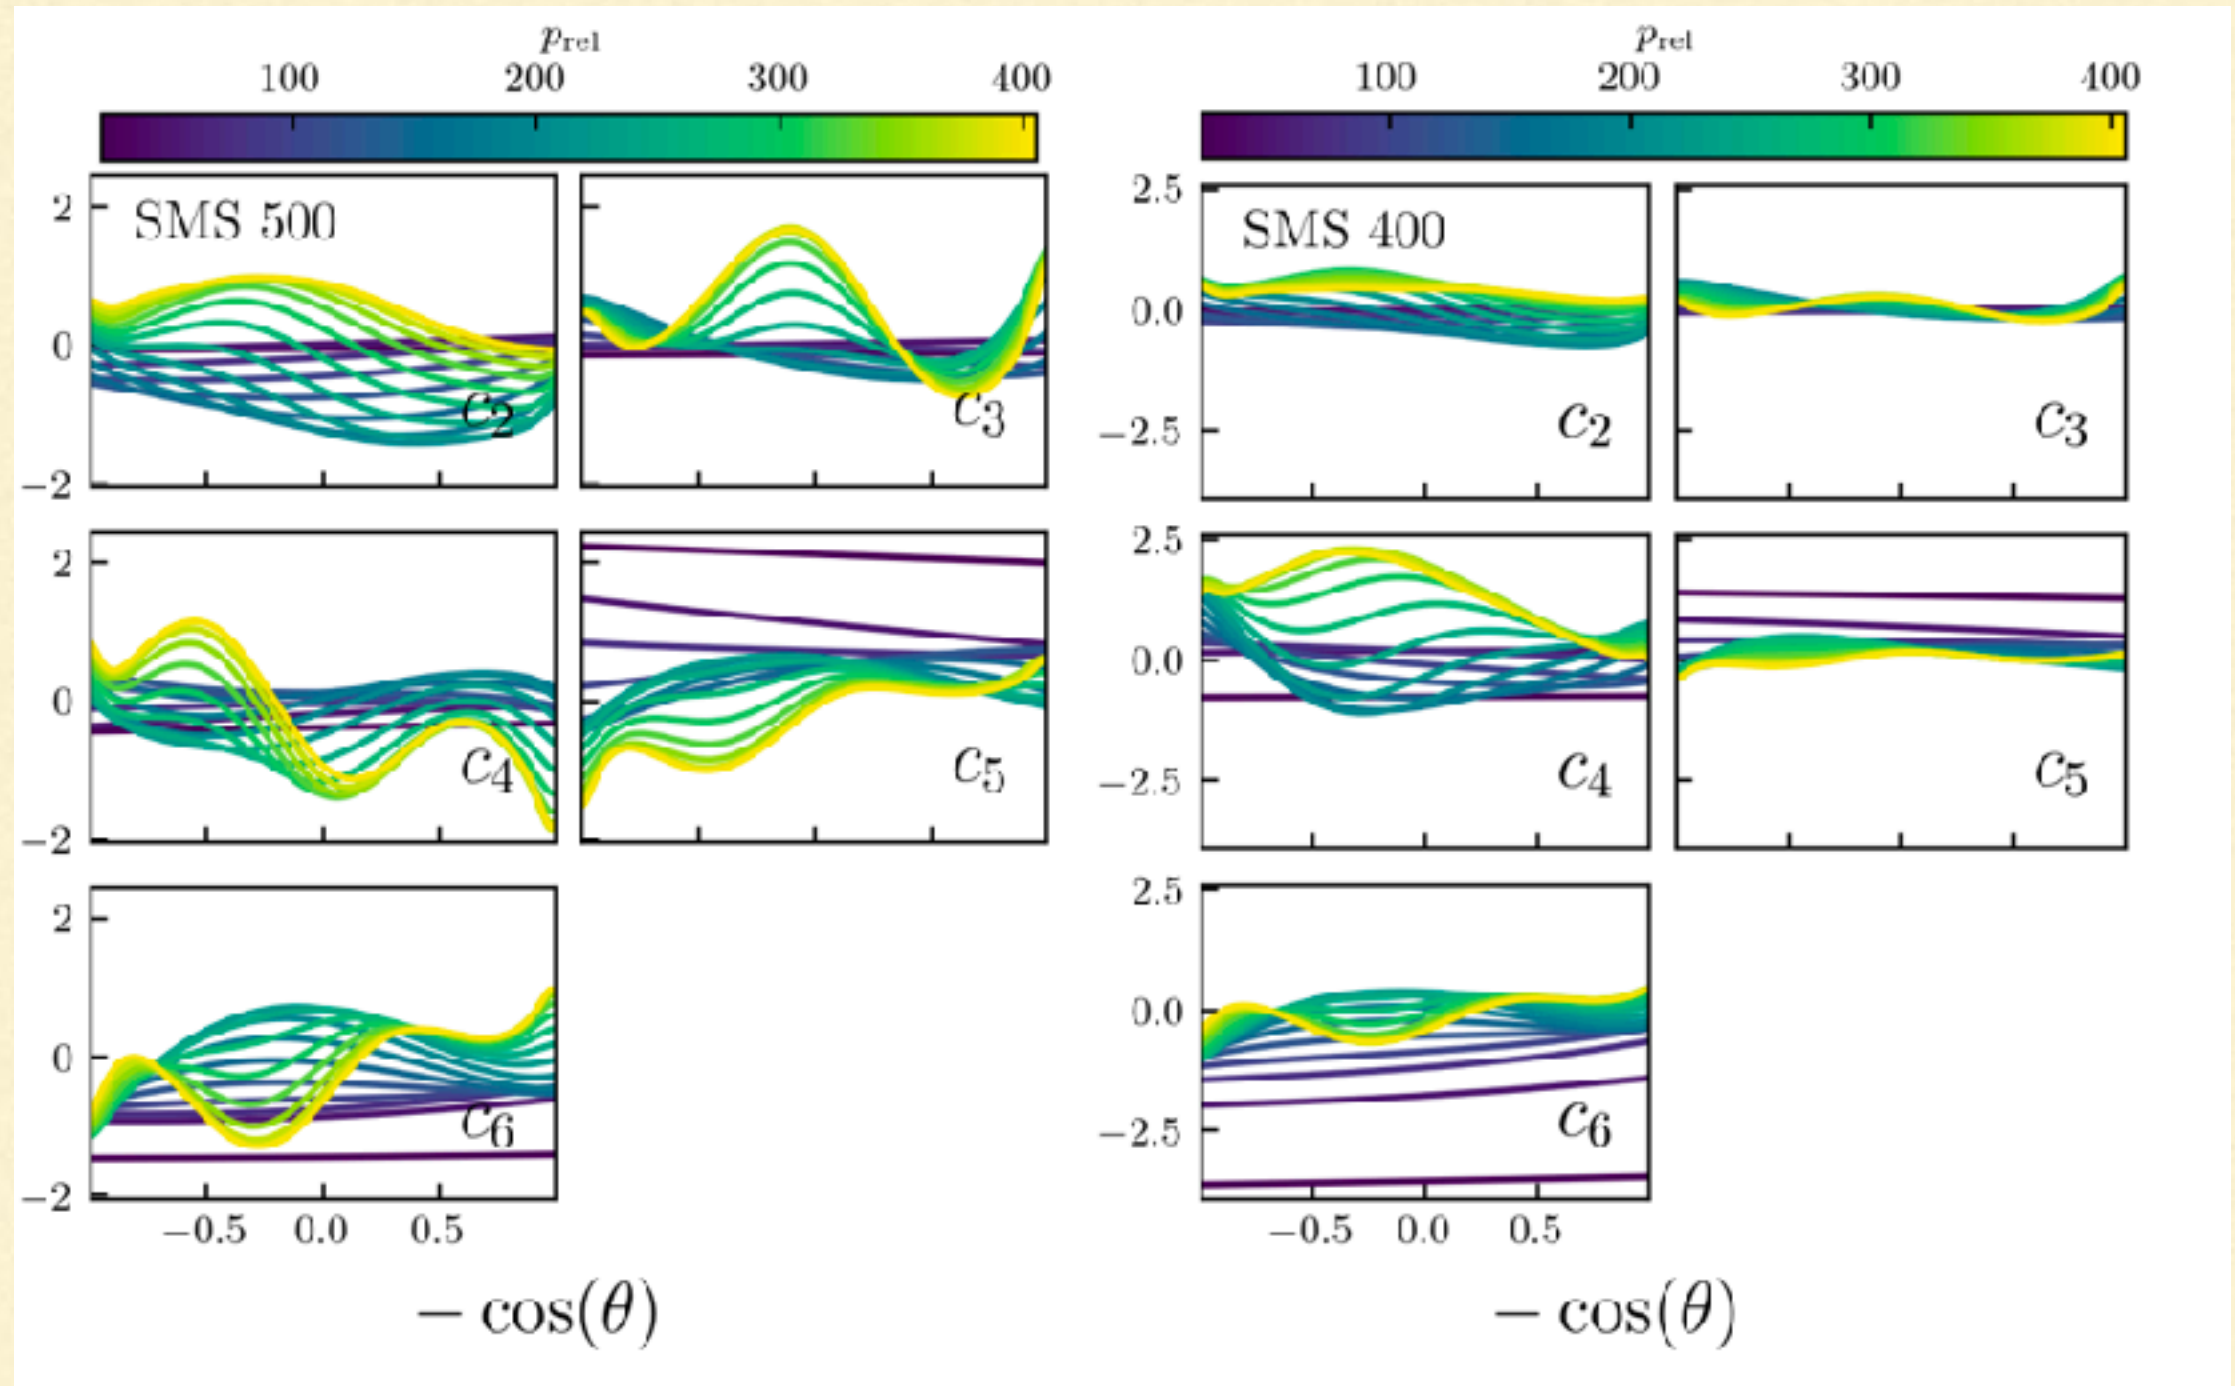 p_rel p_rel
100 200 300 400 100 200 300 400
2 SMS 500 2.5 SMS 400
0 0.0
c₂ c₃ −2.5 c₂ c₃
−2
2 2.5
0 0.0
c₄ c₅ −2.5 c₄ c₅
−2
2 2.5
0 0.0
c₆ −2.5 c₆
−2
−0.5 0.0 0.5 −0.5 0.0 0.5
− cos(θ) − cos(θ)